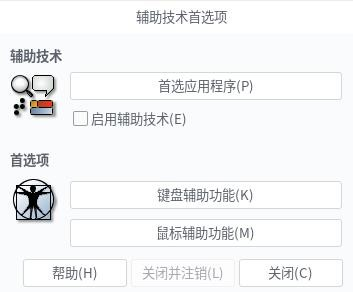 辅助技术首选项
辅助技术
首选应用程序(P)
启用辅助技术(E)
首选项
键盘辅助功能(K)
鼠标辅助功能(M)
帮助(H) 关闭并注销(L) 关闭(C)